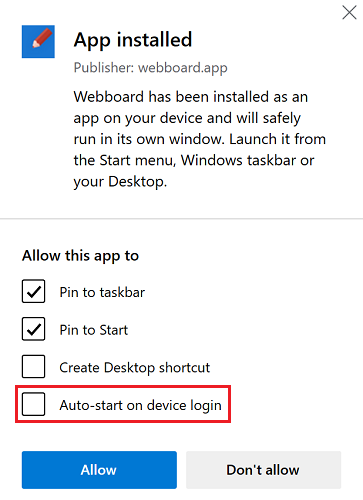 App installed
Publisher: webboard.app
Webboard has been installed as an
app on your device and will safely
run in its own window. Launch it from
the Start menu, Windows taskbar or
your Desktop.
Allow this app to
Pin to taskbar
Pin to Start
Create Desktop shortcut
Auto-start on device login
Allow Don't allow